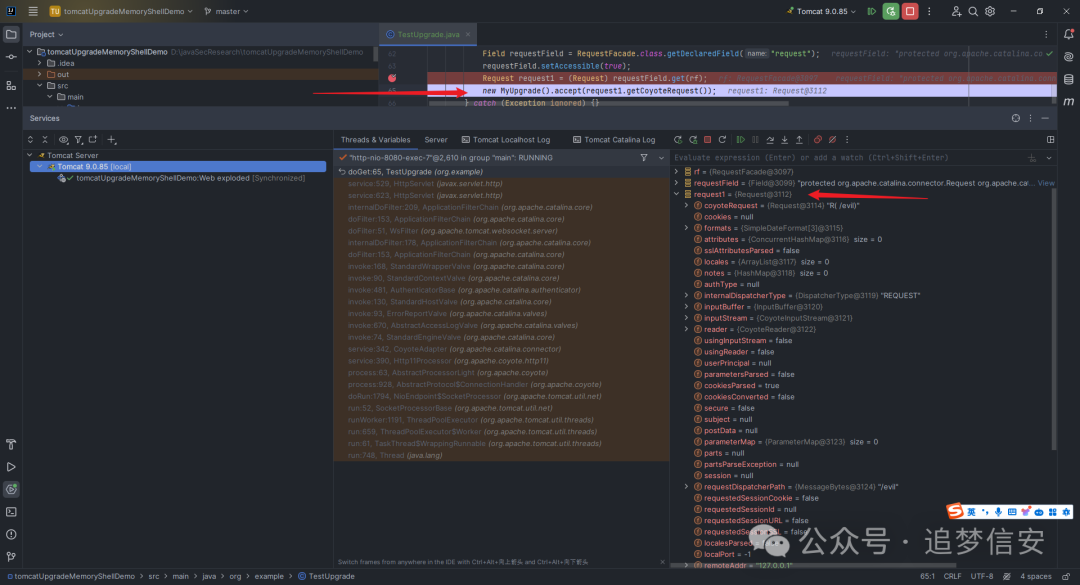 TU tomcatUpgradeMemoryShellDemo master Tomcat 9.0.85
Project
TestUpgrade.java
tomcatUpgradeMemoryShellDemo D:\javaSecResearch\tomcatUpgradeMemoryShellDemo
.idea
out
src
main
62 Field requestField = RequestFacade.class.getDeclaredField( name: "request"); requestField: "protected org.apache.catalina.co
requestField.setAccessible(true);
Request request1 = (Request) requestField.get(rf);
new MyUpgrade().accept(request1.getCoyoteRequest()); request1: Request@3112
} catch (Exception ignored) {}
Services
Threads & Variables Server Tomcat Localhost Log Tomcat Catalina Log
Tomcat Server
Tomcat 9.0.85 [local]
tomcatUpgradeMemoryShellDemo:Web exploded [Synchronized]
"http-nio-8080-exec-7"@2,610 in group "main": RUNNING
doGet:65, TestUpgrade (org.example)
service:529, HttpServlet (javax.servlet.http)
service:623, HttpServlet (javax.servlet.http)
internalDoFilter:209, ApplicationFilterChain (org.apache.catalina.core)
doFilter:153, ApplicationFilterChain (org.apache.catalina.core)
doFilter:51, WsFilter (org.apache.tomcat.websocket.server)
internalDoFilter:178, ApplicationFilterChain (org.apache.catalina.core)
doFilter:153, ApplicationFilterChain (org.apache.catalina.core)
invoke:168, StandardWrapperValve (org.apache.catalina.core)
invoke:90, StandardContextValve (org.apache.catalina.core)
invoke:481, AuthenticatorBase (org.apache.catalina.authenticator)
invoke:130, StandardHostValve (org.apache.catalina.core)
invoke:93, ErrorReportValve (org.apache.catalina.valves)
invoke:670, AbstractAccessLogValve (org.apache.catalina.valves)
invoke:74, StandardEngineValve (org.apache.catalina.core)
service:342, CoyoteAdapter (org.apache.catalina.connector)
service:390, Http11Processor (org.apache.coyote.http11)
process:63, AbstractProcessorLight (org.apache.coyote)
process:928, AbstractProtocol$ConnectionHandler (org.apache.coyote)
doRun:1794, NioEndpoint$SocketProcessor (org.apache.tomcat.util.net)
run:52, SocketProcessorBase (org.apache.tomcat.util.net)
runWorker:1191, ThreadPoolExecutor (org.apache.tomcat.util.threads)
run:659, ThreadPoolExecutor$Worker (org.apache.tomcat.util.threads)
run:61, TaskThread$WrappingRunnable (org.apache.tomcat.util.threads)
run:748, Thread (java.lang)
Switch frames from anywhere in the IDE with Ctrl+Alt+向上箭头 and Ctrl+Alt+向下箭头
Evaluate expression (Enter) or add a watch (Ctrl+Shift+Enter)
rf = {RequestFacade@3097}
requestField = {Field@3099} "protected org.apache.catalina.connector.Request org.apache.cat... View
request1 = {Request@3112}
coyoteRequest = {Request@3114} "R( /evil)"
cookies = null
formats = {SimpleDateFormat[3]@3115}
attributes = {ConcurrentHashMap@3116} size = 0
sslAttributesParsed = false
locales = {ArrayList@3117} size = 0
notes = {HashMap@3118} size = 0
authType = null
internalDispatcherType = {DispatcherType@3119} "REQUEST"
inputBuffer = {InputBuffer@3120}
inputStream = {CoyoteInputStream@3121}
reader = {CoyoteReader@3122}
usingInputStream = false
usingReader = false
userPrincipal = null
parametersParsed = false
cookiesParsed = true
cookiesConverted = false
secure = false
subject = null
postData = null
parameterMap = {ParameterMap@3123} size = 0
parts = null
partsParseException = null
session = null
requestDispatcherPath = {MessageBytes@3124} "/evil"
requestedSessionCookie = false
requestedSessionId = null
requestedSessionURL = false
localesParsed
localPort = -1
remoteAddr = "127.0.0.1"
英
公众号 · 追梦信安
tomcatUpgradeMemoryShellDemo > src > main > java > org > example > TestUpgrade
65:1 CRLF UTF-8 4 spaces